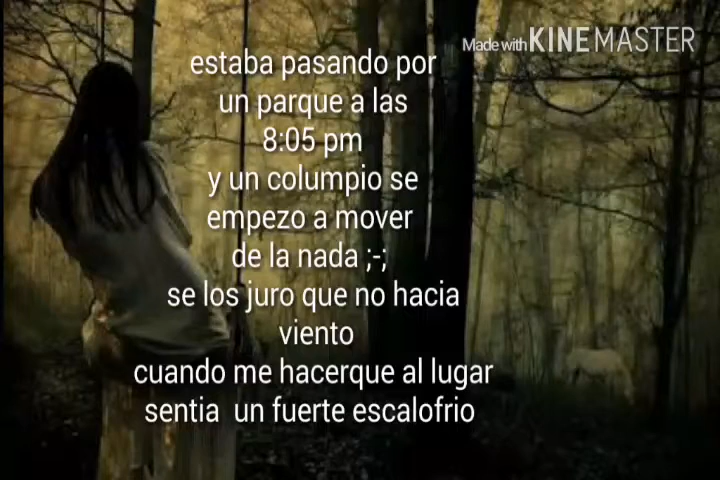 Made with KINEMASTER
estaba pasando por
un parque a las
8:05 pm
y un columpio se
empezo a mover
de la nada ;-;
se los juro que no hacia
viento
cuando me hacerque al lugar
sentia un fuerte escalofrio